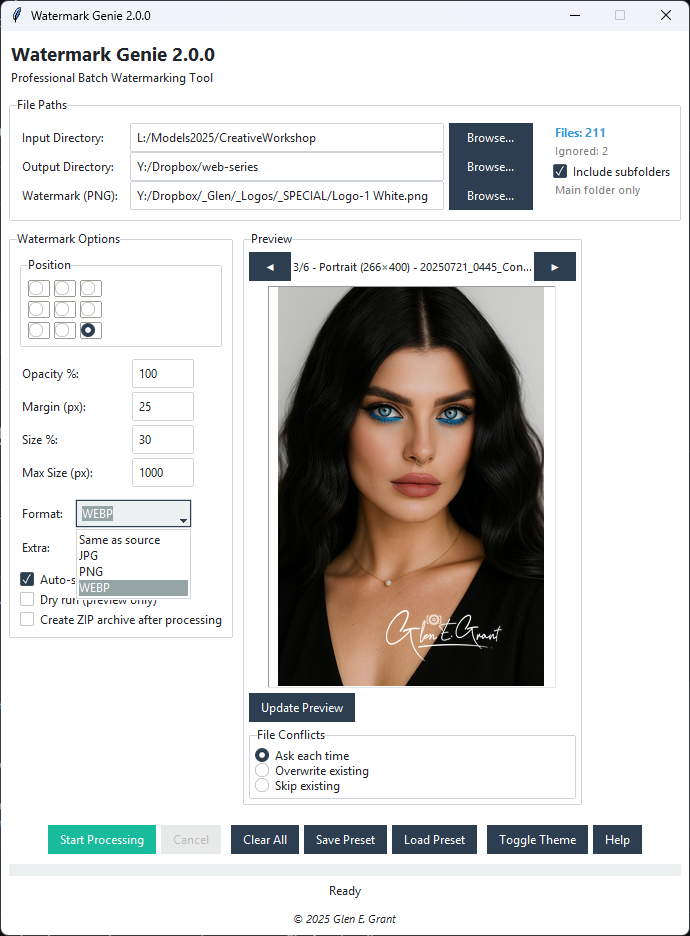 Watermark Genie 2.0.0
Watermark Genie 2.0.0
Professional Batch Watermarking Tool
File Paths
Input Directory: L:/Models2025/CreativeWorkshop Browse... Files: 211
Ignored: 2
Output Directory: Y:/Dropbox/web-series Browse... Include subfolders
Watermark (PNG): Y:/Dropbox/_Glen/_Logos/_SPECIAL/Logo-1 White.png Browse... Main folder only
Watermark Options
Position
Opacity %: 100
Margin (px): 25
Size %: 30
Max Size (px): 1000
Format: WEBP
Same as source
JPG
PNG
WEBP
Extra:
Auto-s
Dry run (preview only)
Create ZIP archive after processing
Preview
◄ 3/6 - Portrait (266×400) - 20250721_0445_Con... ►
Glen E. Grant
Update Preview
File Conflicts
Ask each time
Overwrite existing
Skip existing
Start Processing Cancel Clear All Save Preset Load Preset Toggle Theme Help
Ready
© 2025 Glen E. Grant